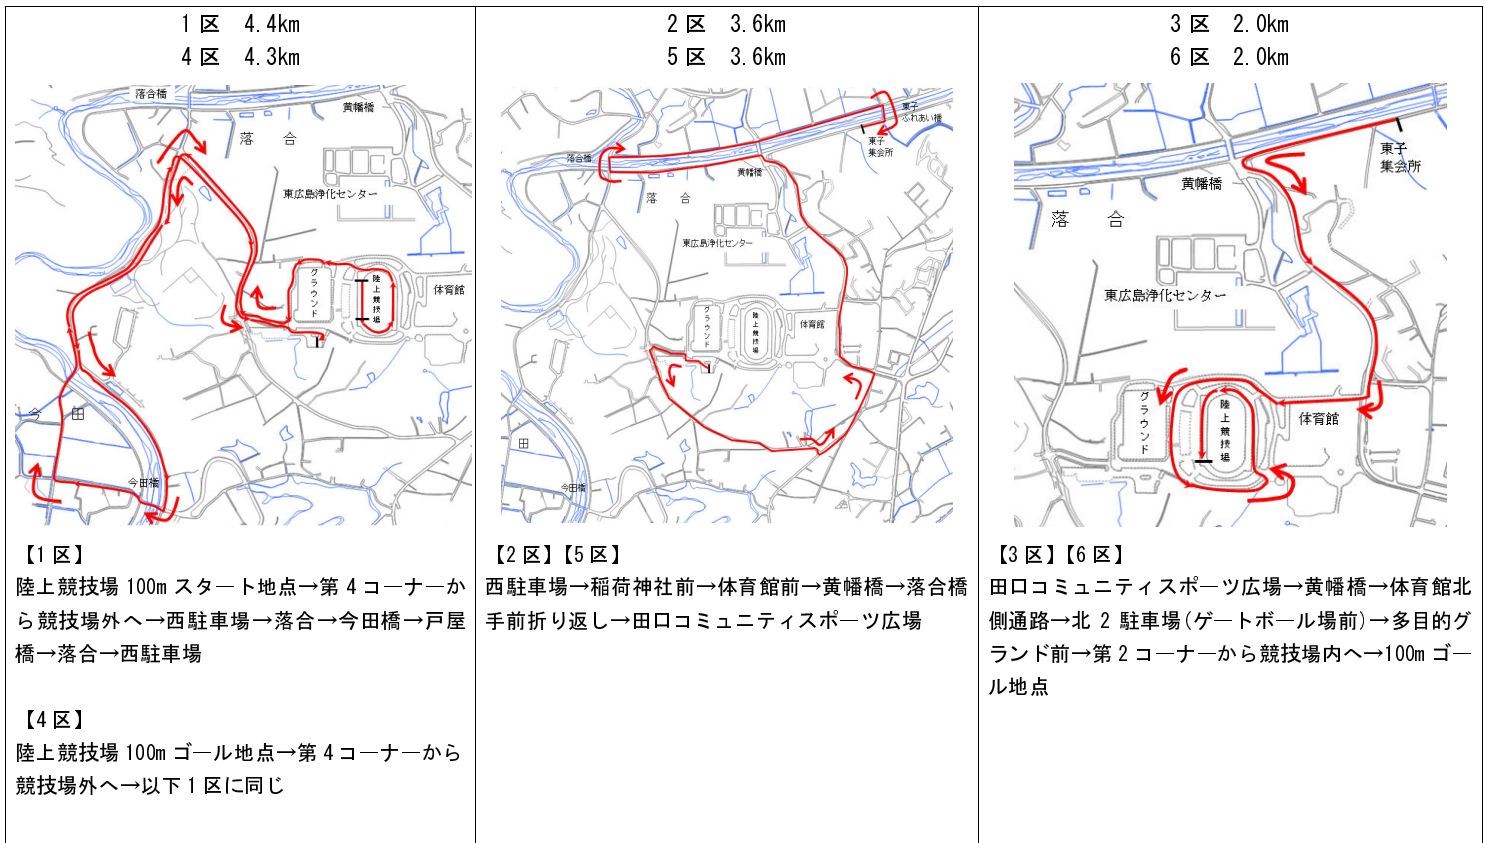 1区 4.4km
4区 4.3km
落合橋
黄幡橋
落 合
東広島浄化センター
グラウンド
陸上競技場
体育館
今 田
今田橋
【1区】
陸上競技場100mスタート地点→第4コーナーか
ら競技場外へ→西駐車場→落合→今田橋→戸屋
橋→落合→西駐車場
【4区】
陸上競技場100mゴール地点→第4コーナーから
競技場外へ→以下1区に同じ
2区 3.6km
5区 3.6km
東子
ふれあい橋
東子
集会所
落合橋
黄幡橋
落 合
東広島浄化センター
グラウンド
陸上競技場
体育館
田
今田橋
【2区】【5区】
西駐車場→稲荷神社前→体育館前→黄幡橋→落合橋
手前折り返し→田口コミュニティスポーツ広場
3区 2.0km
6区 2.0km
東子
集会所
黄幡橋
落 合
東広島浄化センター
グラウンド
陸上競技場
体育館
【3区】【6区】
田口コミュニティスポーツ広場→黄幡橋→体育館北
側通路→北2駐車場(ゲートボール場前)→多目的グ
ランド前→第2コーナーから競技場内へ→100mゴー
ル地点